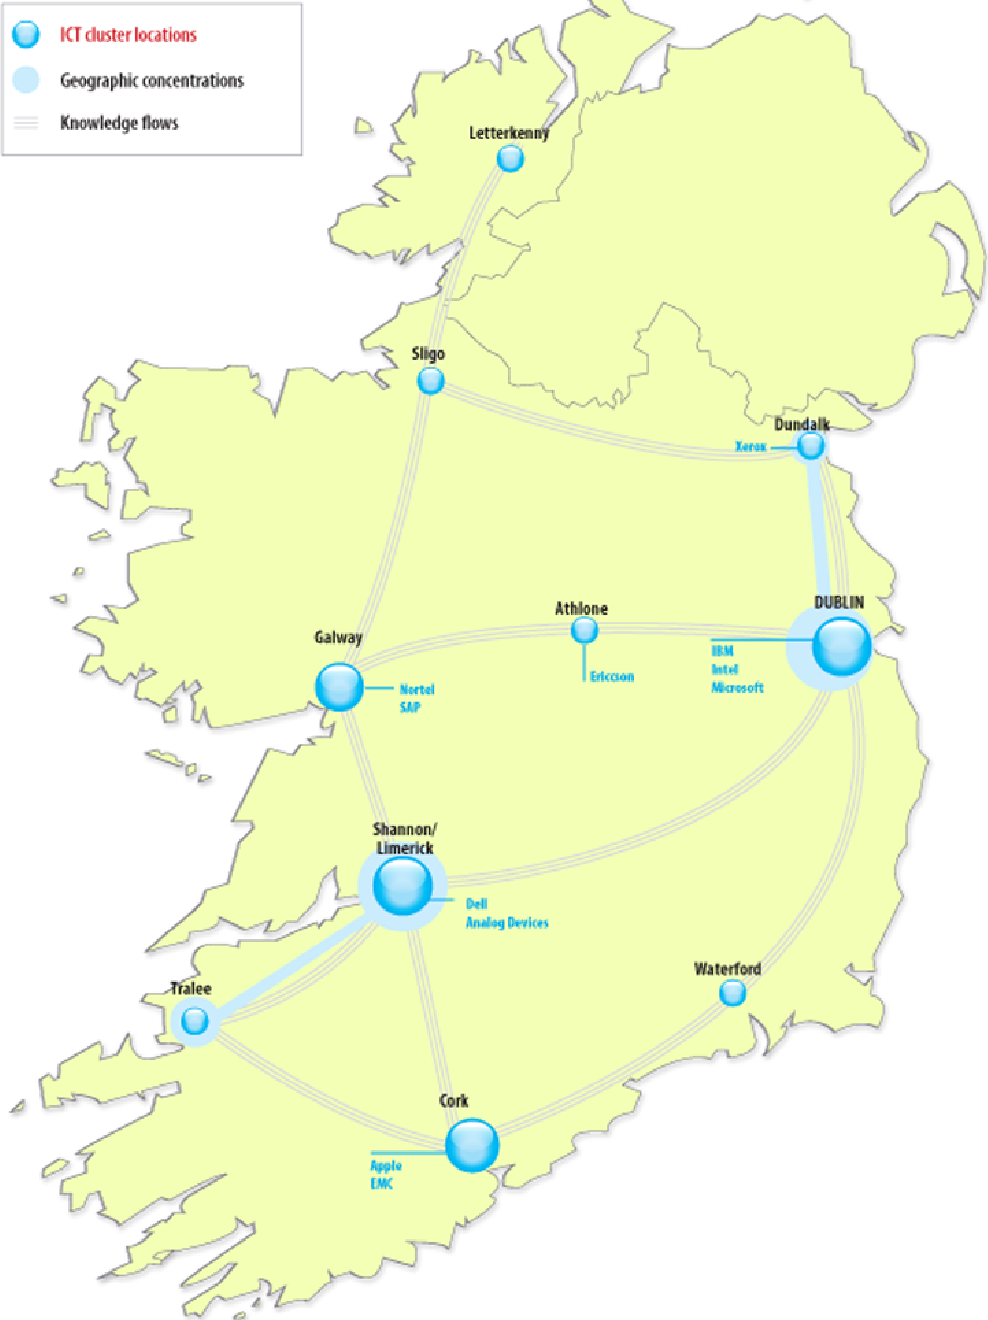 ICT cluster locations
Geographic concentrations
Knowledge flows
Letterkenny
Sligo
Dundalk
Xerox
DUBLIN
IBM
Intel
Microsoft
Athlone
Ericcson
Galway
Nortel
SAP
Shannon/
Limerick
Dell
Analog Devices
Waterford
Tralee
Cork
Apple
EMC